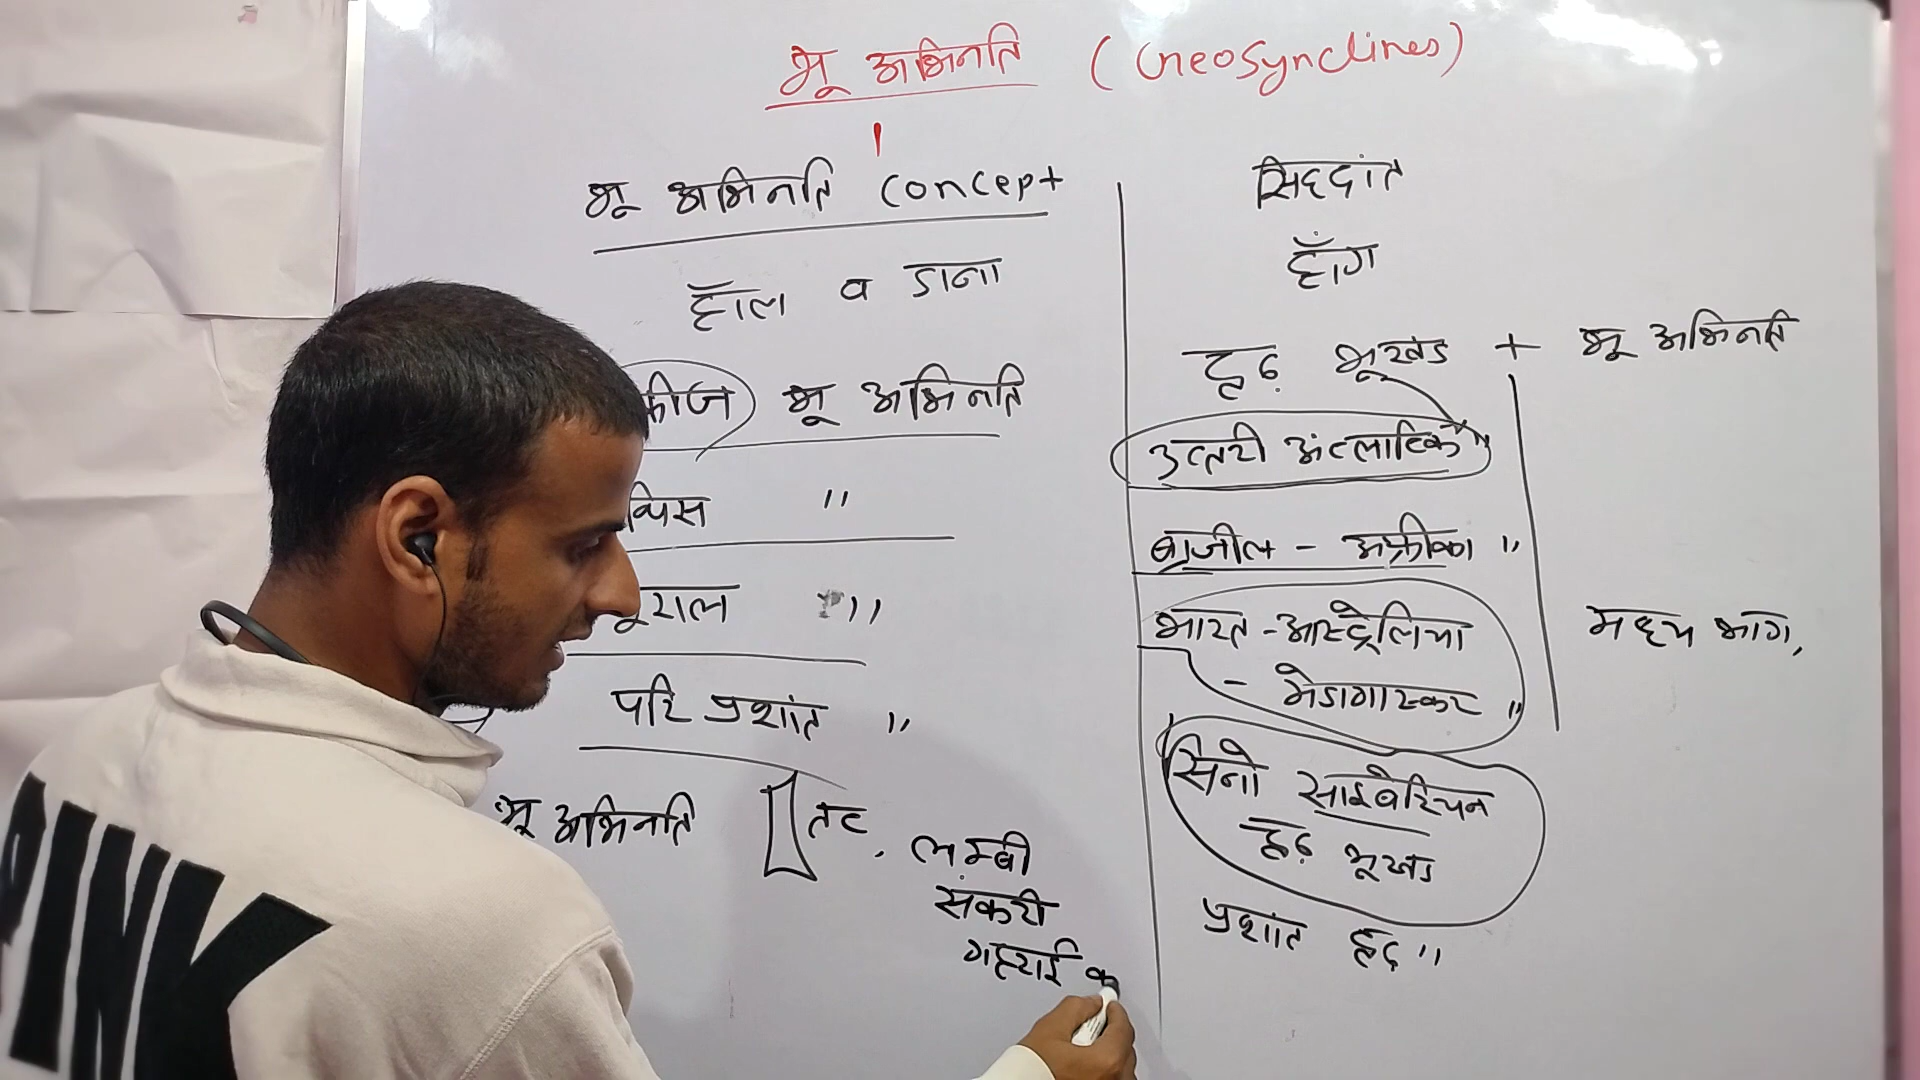 भू अभिनति (Geosynclines)
भू अभिनति concept
हॉल व डाना
भू अभिनति
"
"
परि प्रशांत "
भू अभिनति तट, लम्बी
संकरी
गहराई क
सिद्दांत
हॉग
दृढ़ भूखंड + भू अभिनति
उत्तरी अंटलाटिक "
ब्राजील - अफ्रीका "
भारत - आस्ट्रेलिया
- मेडागास्कर "
मध्य भाग,
सिनो साइबेरियन
दृढ़ भूखंड
प्रशांत दृढ़ "
PINK